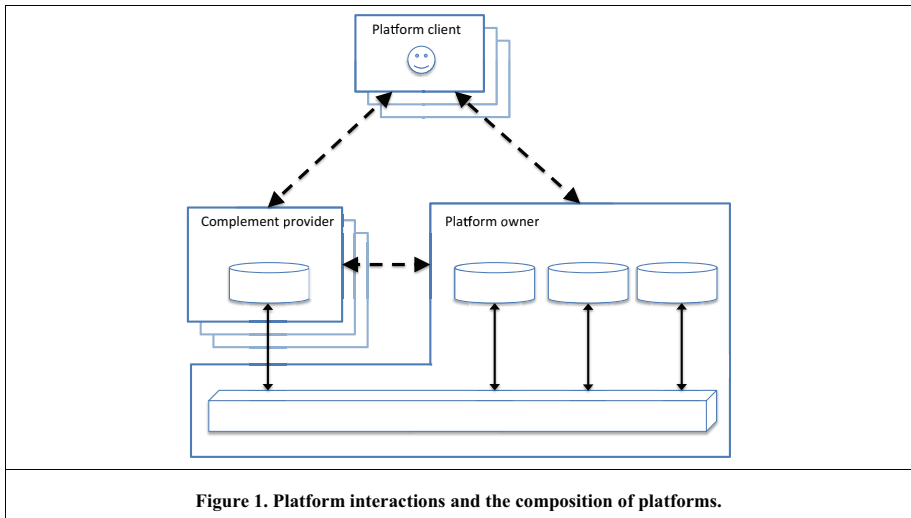 Platform client
Complement provider
Platform owner
Figure 1. Platform interactions and the composition of platforms.